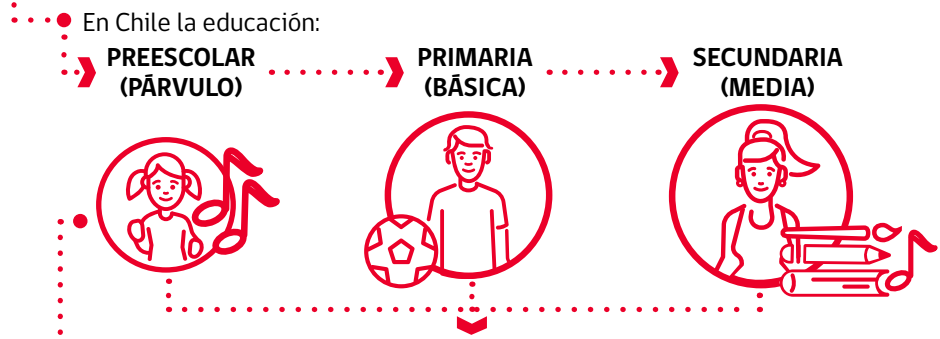 En Chile la educación:
PREESCOLAR
(PÁRVULO)
PRIMARIA
(BÁSICA)
SECUNDARIA
(MEDIA)